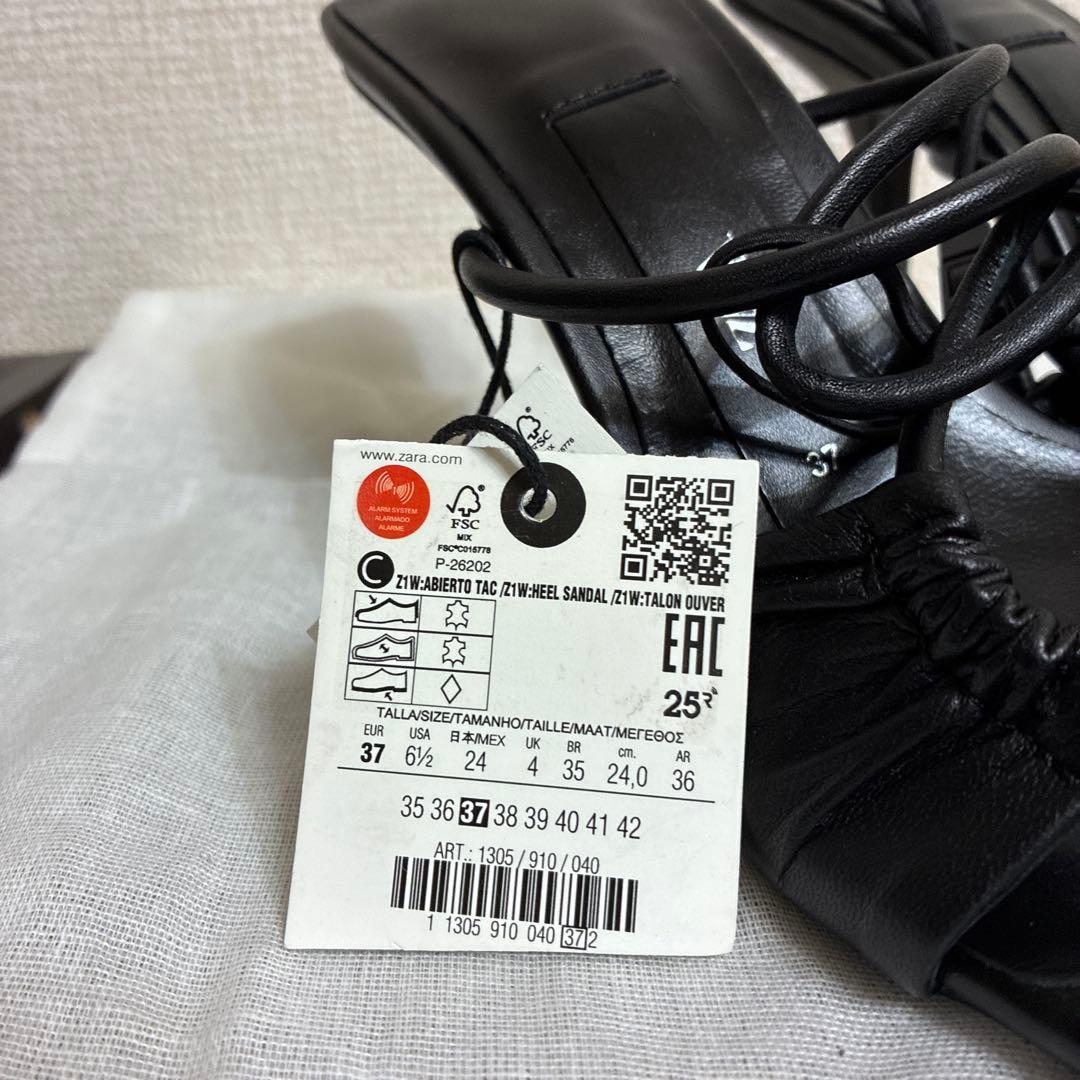 www.zara.com
ALARM SYSTEM
ALARMADO
ALARME
FSC
MIX
FSC®C015778
P-26202
C
Z1W:ABIERTO TAC /Z1W:HEEL SANDAL /Z1W:TALON OUVER
EAC
25
TALLA/SIZE/TAMANHO/TAILLE/MAAT/ΜΕΓΕΘΟΣ
EUR USA 日本/MEX UK BR cm. AR
37 6½ 24 4 35 24,0 36
35 36 37 38 39 40 41 42
ART.: 1305 / 910 / 040
1 1305 910 040 37 2
FSC
37